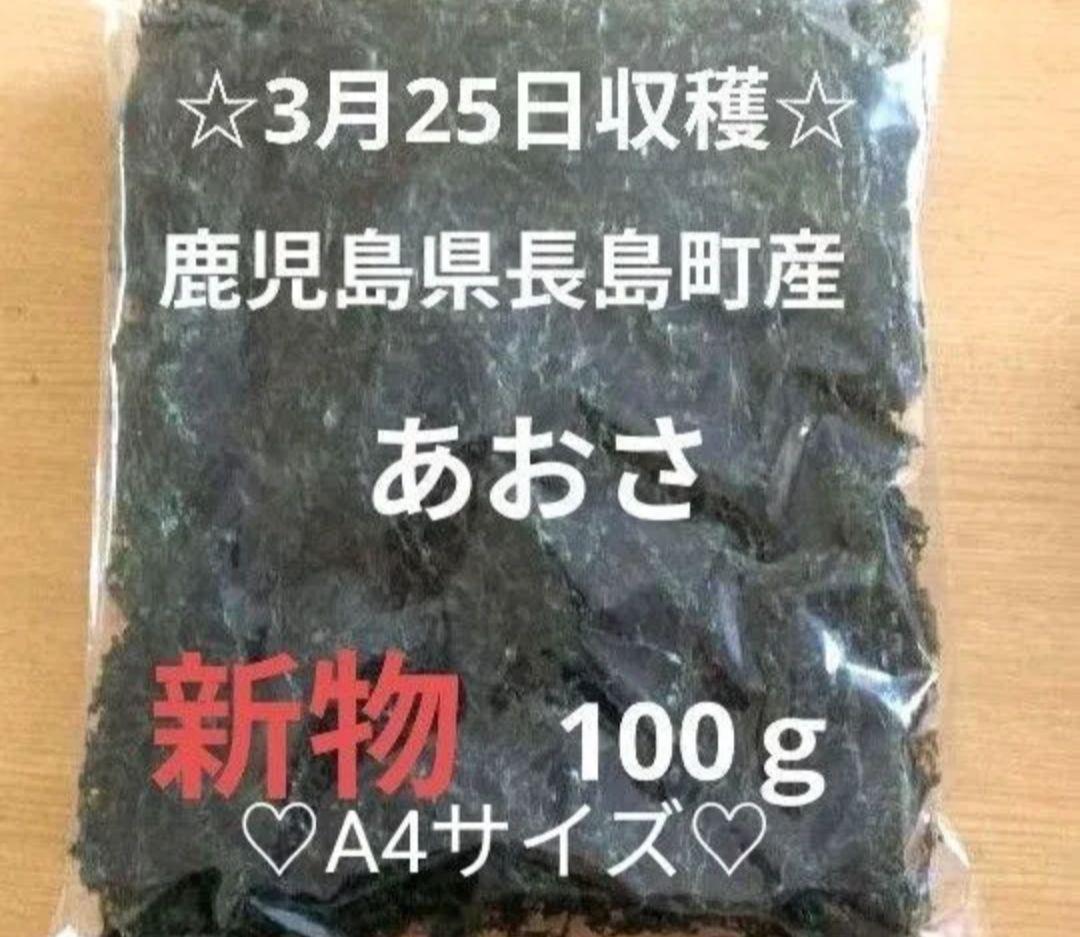 ☆3月25日収穫☆
鹿児島県長島町産
あおさ
新物 100g
♡A4サイズ♡